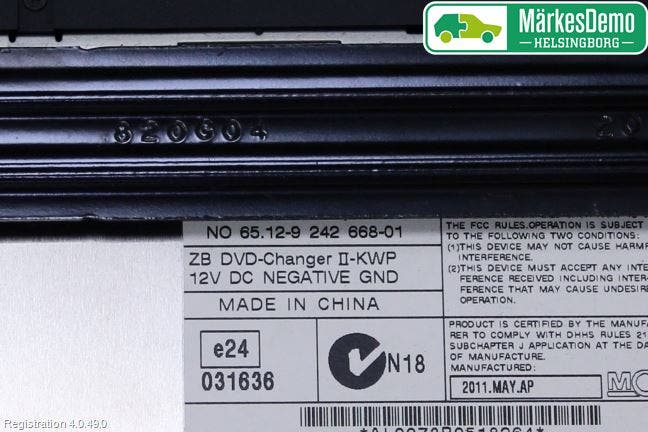 MärkesDemo
HELSINGBORG
820G04
20
NO 65.12-9 242 668-01
ZB DVD-Changer II-KWP
12V DC NEGATIVE GND
MADE IN CHINA
e24
031636
N18
THE FCC RULES.OPERATION IS SUBJECT
TO THE FOLLOWING TWO CONDITIONS:
(1)THIS DEVICE MAY NOT CAUSE HARMF
INTERFERENCE.
(2)THIS DEVICE MUST ACCEPT ANY INTE
FERENCE RECEIVED INCLUDING INTER
FERENCE THAT MAY CAUSE UNDESIRE
OPERATION.
PRODUCT IS CERTIFIED BY THE MANUFA
RER TO COMPLY WITH DHHS RULES 21
SUBCHAPTER J APPLICATION AT THE DA
OF MANUFACTURE.
MANUFACTURED:
2011.MAY.AP
Registration 4.0.49.0